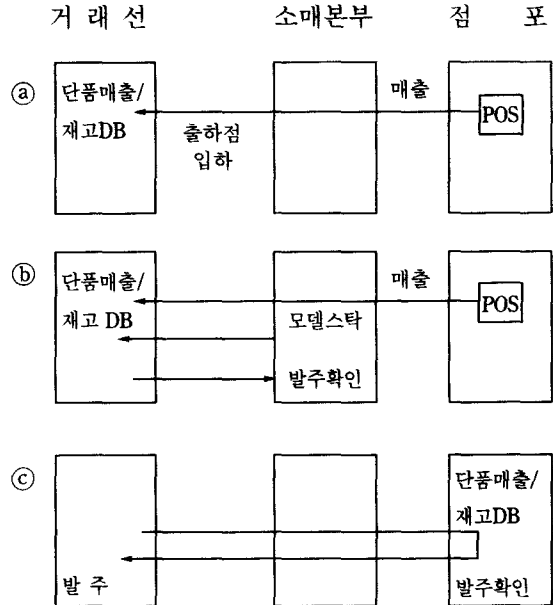 거 래 선 소매본부 점 포
ⓐ 단품매출/ 매출 POS
재고DB 출하점
입하
ⓑ 단품매출/ 매출 POS
재고 DB 모델스탁
발주확인
ⓒ 단품매출/
재고DB
발 주 발주확인